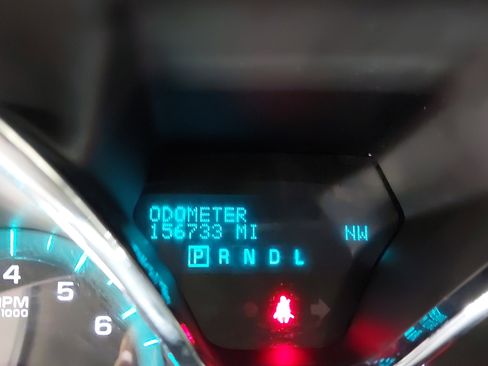 ODOMETER
156733 MI NW
P R N D L
4
5
6
RPM
x1000